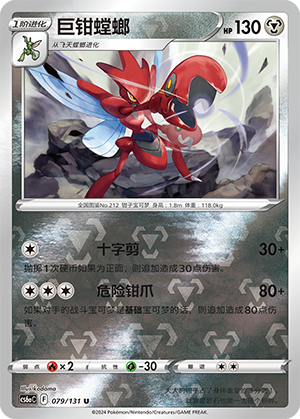 1阶进化
巨钳螳螂
HP 130
从飞天螳螂进化
全国图鉴No.212 钳子宝可梦 身高:1.8m 体重:118.0kg
十字剪 30+
抛掷1次硬币如果为正面,则追加造成30点伤害。
危险钳爪 80+
如果对手的战斗宝可梦是基础宝可梦的话,则追加造成80点伤害。
弱点 ×2 抗性 -30 撤退
CS6aC F 079/131 U
©2024 Pokémon/Nintendo/Creatures/GAME FREAK.